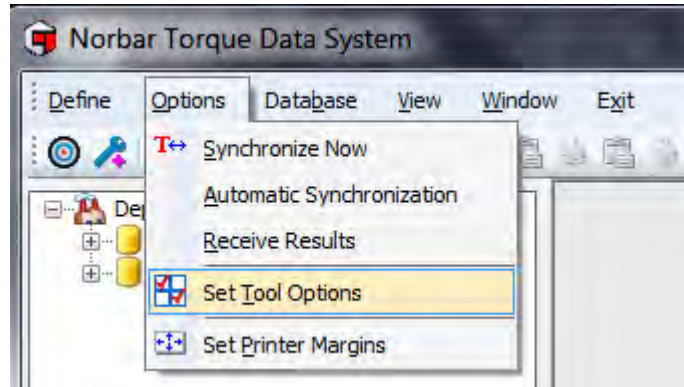 Norbar Torque Data System
Define Options Database View Window Exit
T Synchronize Now
De
Automatic Synchronization
Receive Results
Set Tool Options
Set Printer Margins